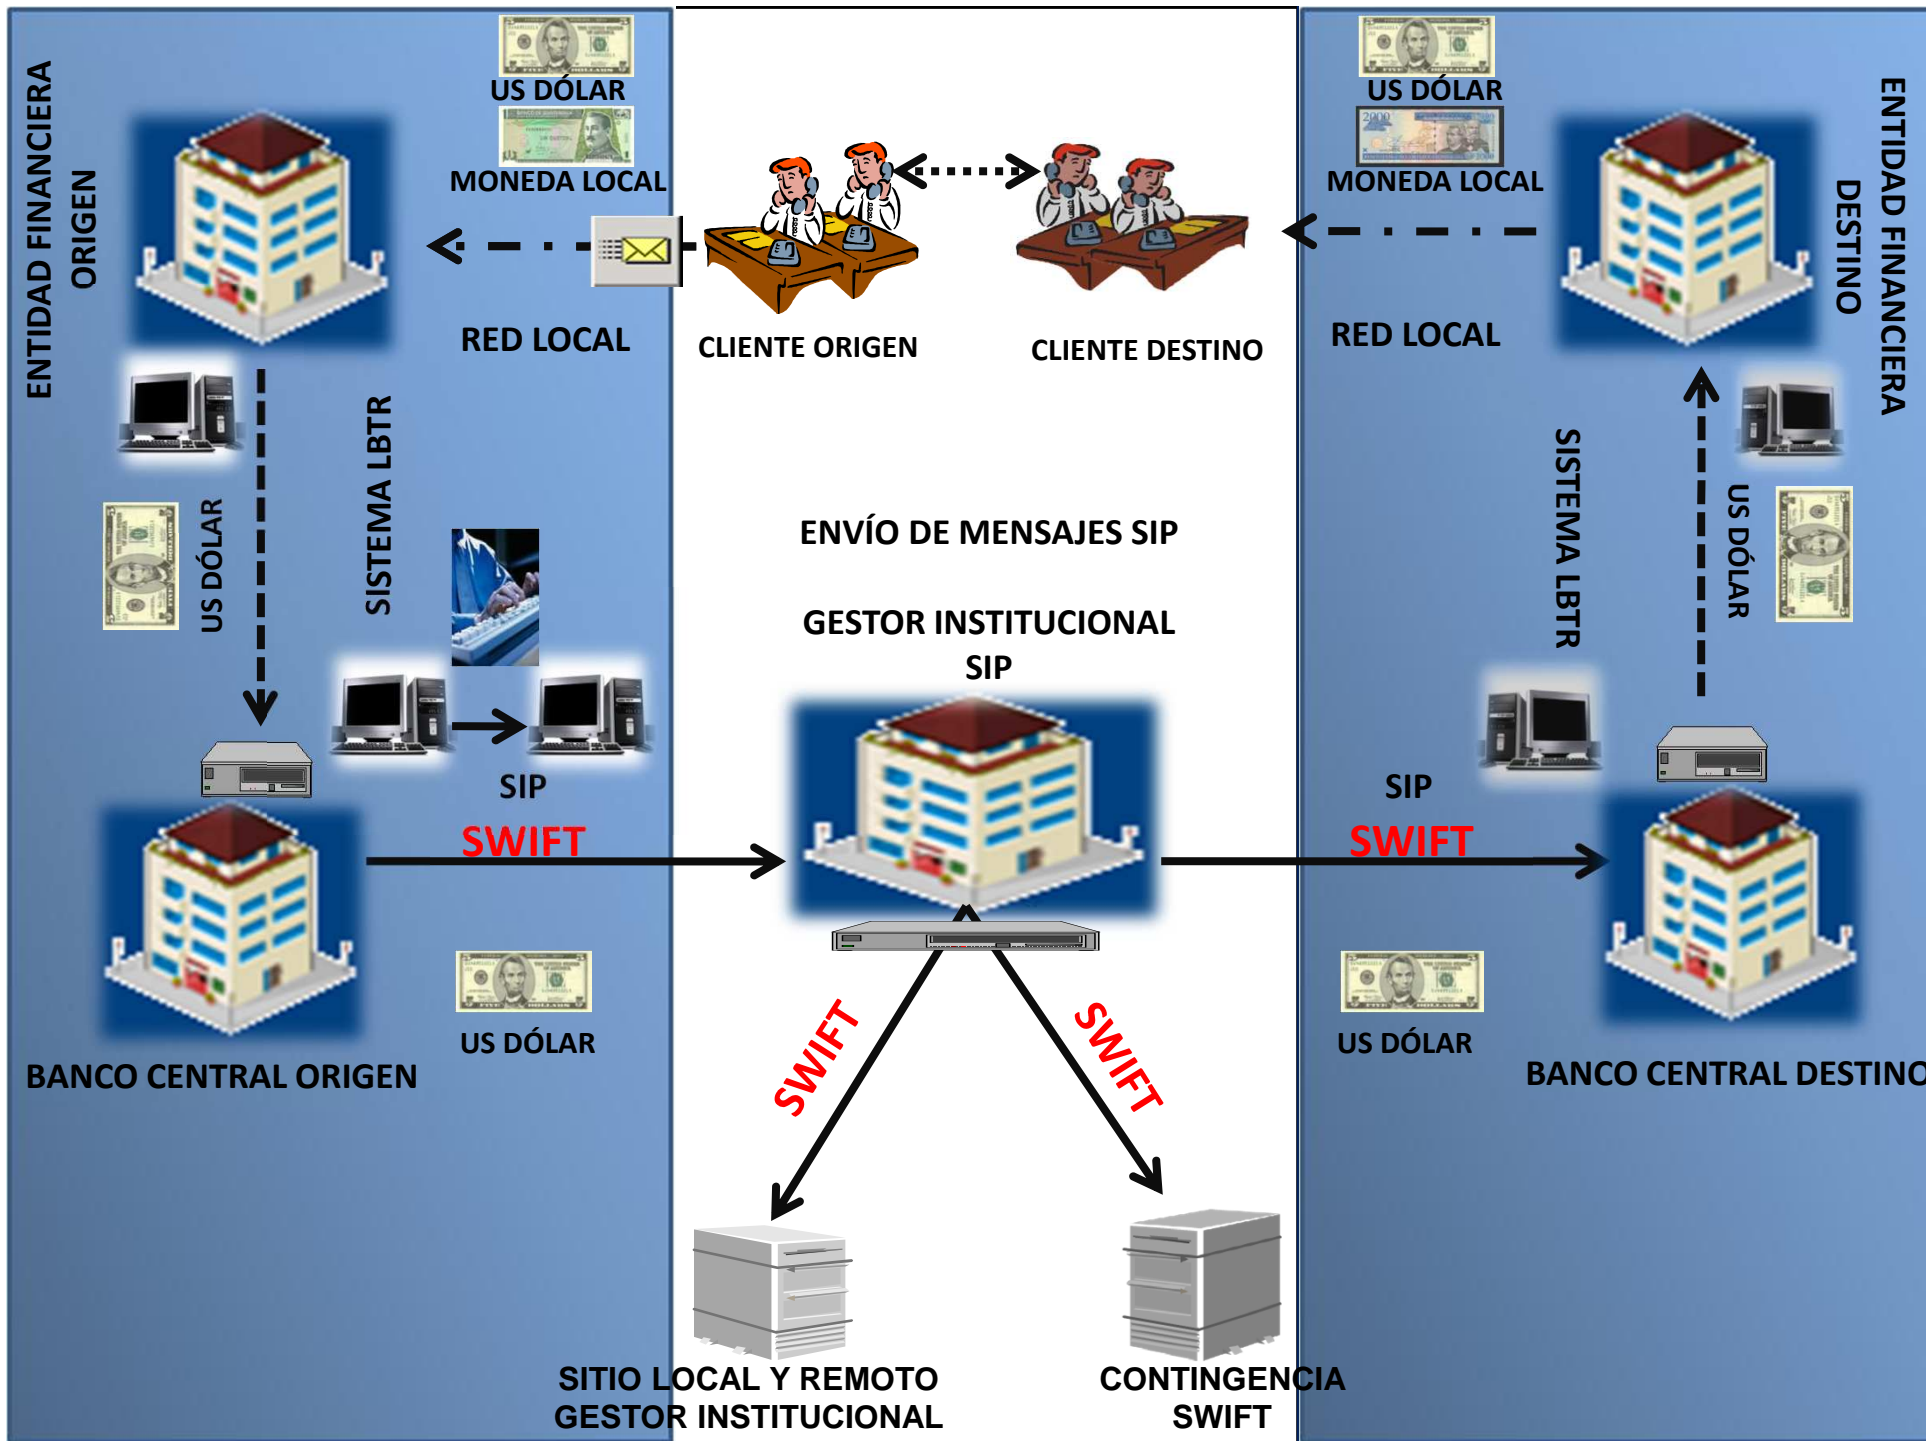 US DÓLAR
MONEDA LOCAL
ENTIDAD FINANCIERA
ORIGEN
RED LOCAL
CLIENTE ORIGEN
CLIENTE DESTINO
US DÓLAR
2000
MONEDA LOCAL
RED LOCAL
ENTIDAD FINANCIERA
DESTINO
US DÓLAR
SISTEMA LBTR
ENVÍO DE MENSAJES SIP
GESTOR INSTITUCIONAL
SIP
SISTEMA LBTR
US DÓLAR
SIP
SWIFT
SIP
SWIFT
US DÓLAR
BANCO CENTRAL ORIGEN
SWIFT
SWIFT
US DÓLAR
BANCO CENTRAL DESTINO
SITIO LOCAL Y REMOTO
GESTOR INSTITUCIONAL
CONTINGENCIA
SWIFT